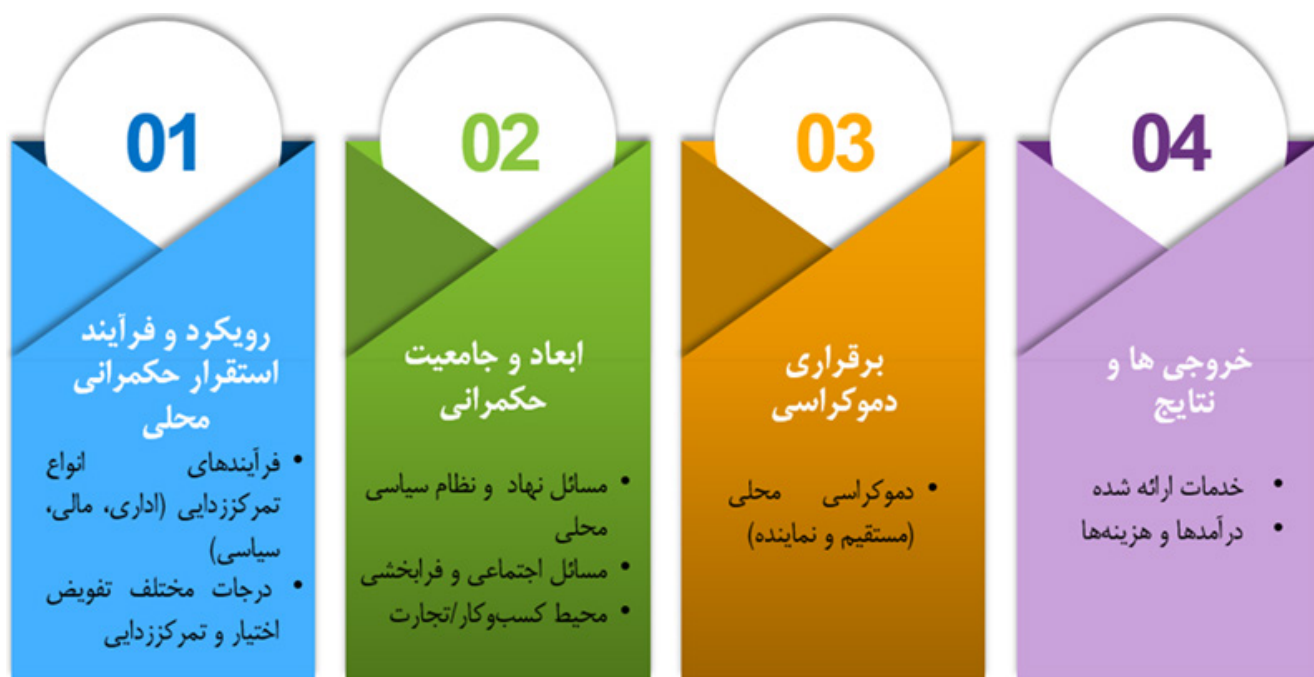 01
رویکرد و فرآیند
استقرار حکمرانی
محلی
• فرآیندهای انواع
تمرکززدایی (اداری، مالی،
سیاسی)
• درجات مختلف تفویض
اختیار و تمرکززدایی
02
ابعاد و جامعیت
حکمرانی
• مسائل نهاد و نظام سیاسی
محلی
• مسائل اجتماعی و فرابخشی
• محیط کسب‌وکار/تجارت
03
برقراری
دموکراسی
• دموکراسی محلی
(مستقیم و نماینده)
04
خروجی ها و
نتایج
• خدمات ارائه شده
• درآمدها و هزینه‌ها